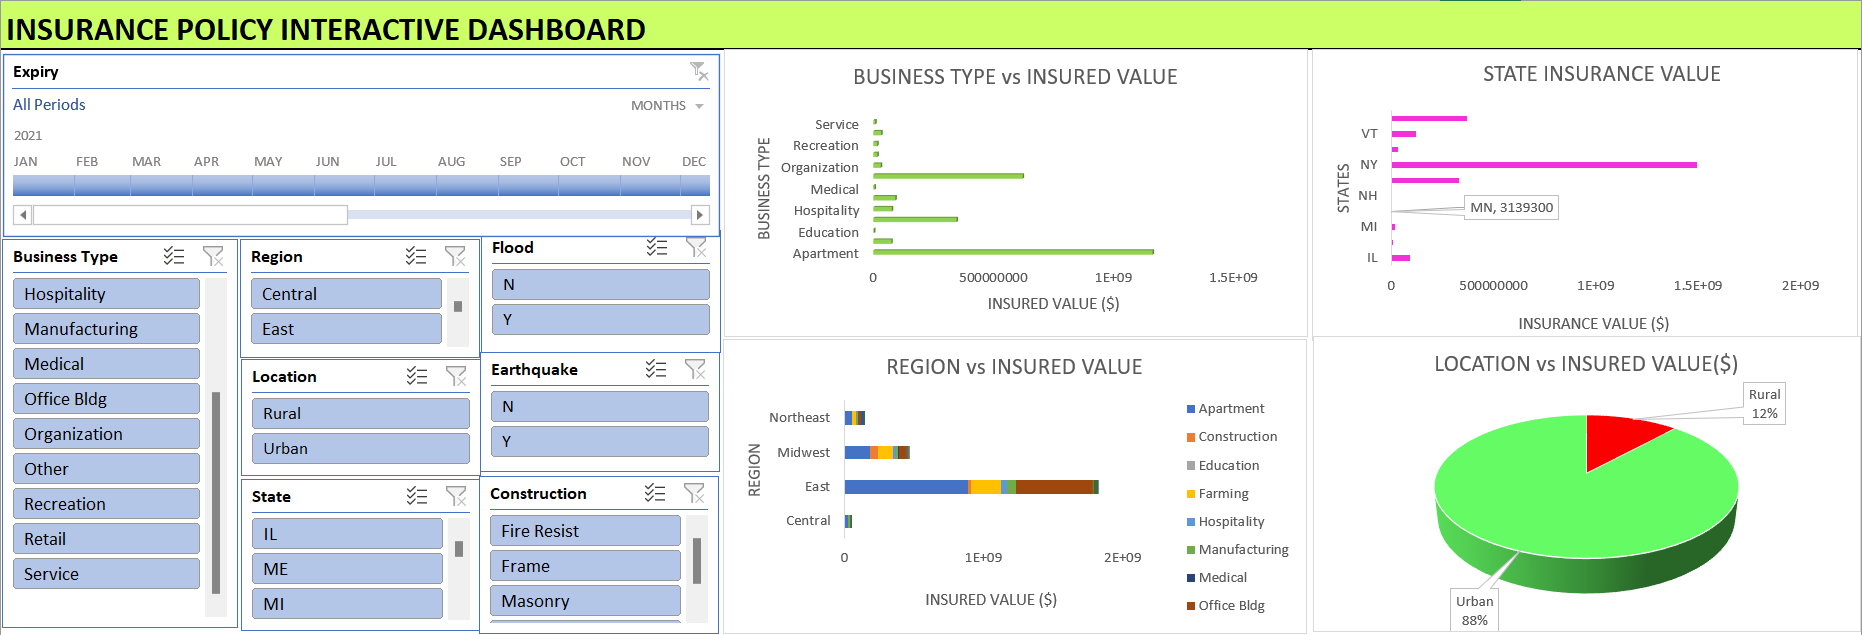 INSURANCE POLICY INTERACTIVE DASHBOARD
Expiry
All Periods
MONTHS
2021
JAN FEB MAR APR MAY JUN JUL AUG SEP OCT NOV DEC
Business Type
Hospitality
Manufacturing
Medical
Office Bldg
Organization
Other
Recreation
Retail
Service
Region
Central
East
Location
Rural
Urban
State
IL
ME
MI
Flood
N
Y
Earthquake
N
Y
Construction
Fire Resist
Frame
Masonry
BUSINESS TYPE vs INSURED VALUE
BUSINESS TYPE
Service
Recreation
Organization
Medical
Hospitality
Education
Apartment
0 500000000 1E+09 1.5E+09
INSURED VALUE ($)
STATE INSURANCE VALUE
STATES
VT
NY
NH
MN, 3139300
MI
IL
0 500000000 1E+09 1.5E+09 2E+09
INSURANCE VALUE ($)
REGION vs INSURED VALUE
REGION
Northeast
Midwest
East
Central
0 1E+09 2E+09
INSURED VALUE ($)
Apartment
Construction
Education
Farming
Hospitality
Manufacturing
Medical
Office Bldg
LOCATION vs INSURED VALUE($)
Rural
12%
Urban
88%